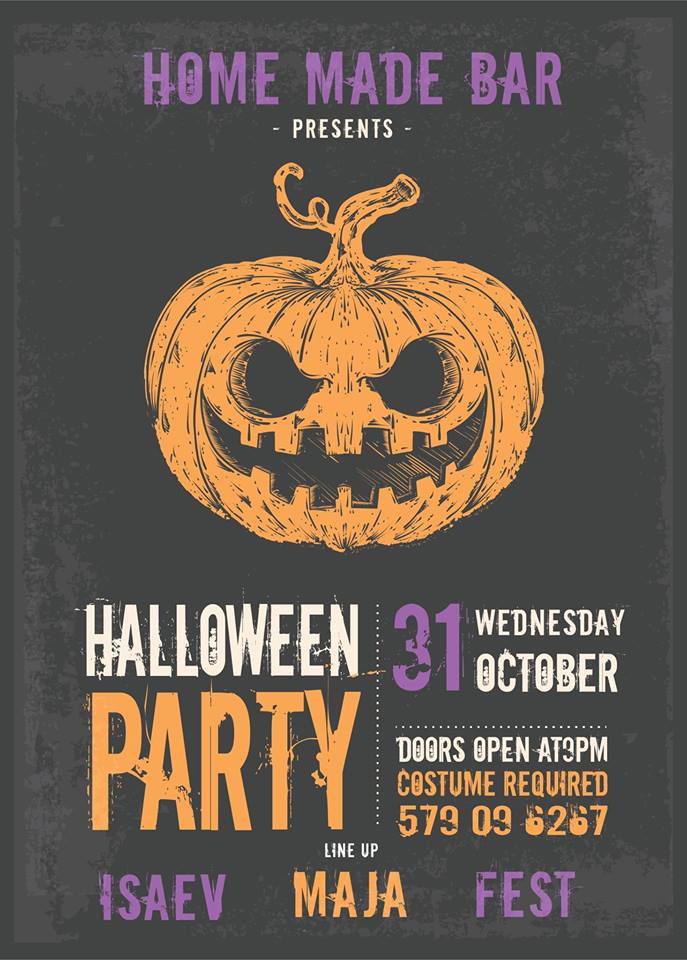 HOME MADE BAR
- PRESENTS -
HALLOWEEN
PARTY
31 WEDNESDAY
OCTOBER
DOORS OPEN AT9PM
COSTUME REQUIRED
579 09 6267
LINE UP
ISAEV MAJA FEST